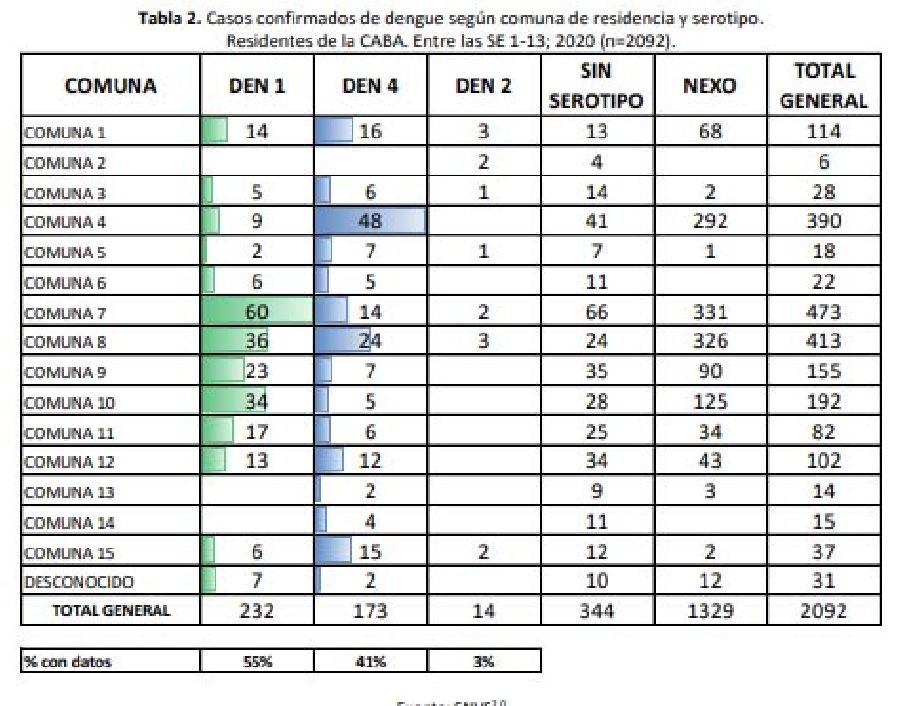 Tabla 2. Casos confirmados de dengue según comuna de residencia y serotipo.
Residentes de la CABA. Entre las SE 1-13; 2020 (n=2092).
COMUNA DEN 1 DEN 4 DEN 2 SIN SEROTIPO NEXO TOTAL GENERAL
COMUNA 1 14 16 3 13 68 114
COMUNA 2 2 4 6
COMUNA 3 5 6 1 14 2 28
COMUNA 4 9 48 41 292 390
COMUNA 5 2 7 1 7 1 18
COMUNA 6 6 5 11 22
COMUNA 7 60 14 2 66 331 473
COMUNA 8 36 24 3 24 326 413
COMUNA 9 23 7 35 90 155
COMUNA 10 34 5 28 125 192
COMUNA 11 17 6 25 34 82
COMUNA 12 13 12 34 43 102
COMUNA 13 2 9 3 14
COMUNA 14 4 11 15
COMUNA 15 6 15 2 12 2 37
DESCONOCIDO 7 2 10 12 31
TOTAL GENERAL 232 173 14 344 1329 2092
% con datos 55% 41% 3%